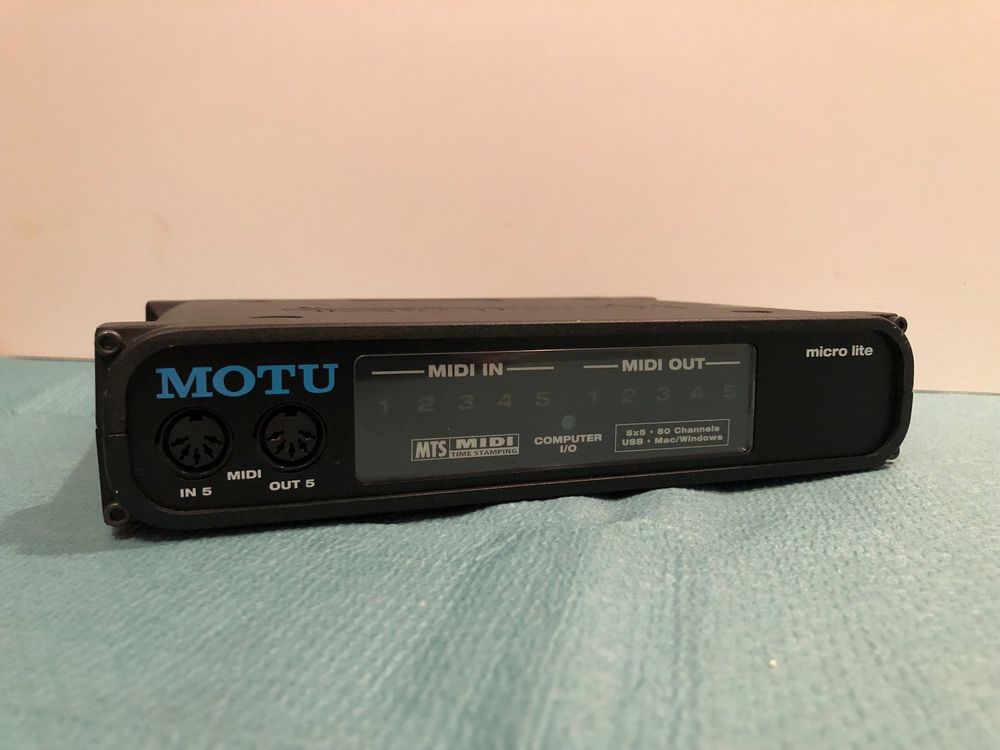 MOTU
MIDI IN
MIDI OUT
micro lite
1 2 3 4 5
1 2 3 4 5
MTS MIDI
TIME STAMPING
COMPUTER
I/O
5x5 • 80 Channels
USB • Mac/Windows
MIDI
IN 5
OUT 5